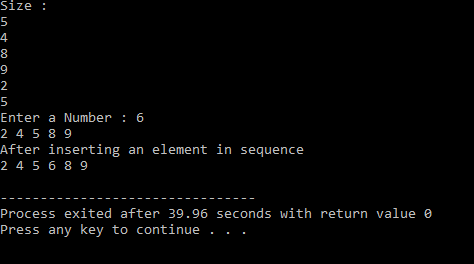 Size :
5
4
8
9
2
5
Enter a Number : 6
2 4 5 8 9
After inserting an element in sequence
2 4 5 6 8 9
--------------------------------
Process exited after 39.96 seconds with return value 0
Press any key to continue . . .